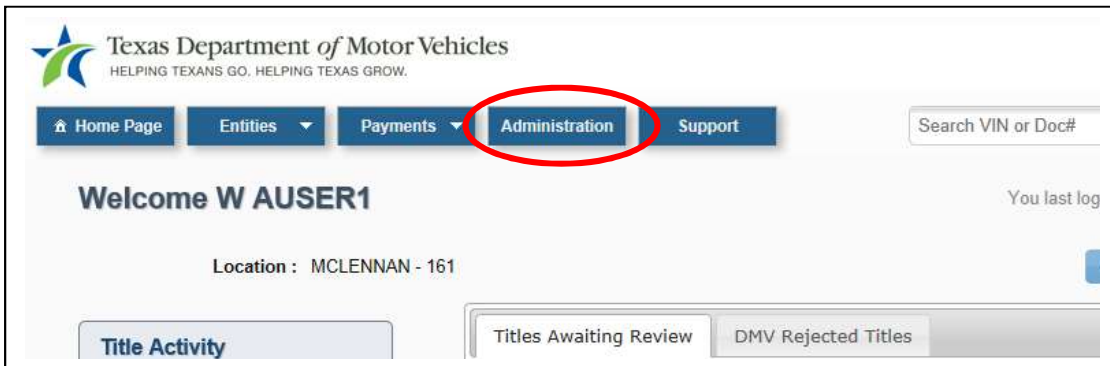 Texas Department of Motor Vehicles
HELPING TEXANS GO. HELPING TEXAS GROW.
Home Page Entities Payments Administration Support Search VIN or Doc#
Welcome W AUSER1 You last log
Location : MCLENNAN - 161
Titles Awaiting Review DMV Rejected Titles
Title Activity